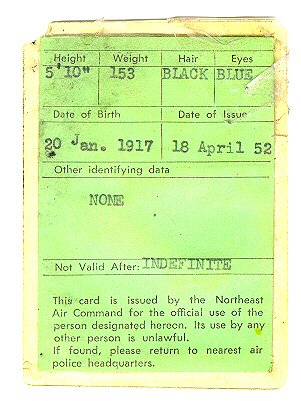 Height Weight Hair Eyes
5'10" 153 BLACK BLUE
Date of Birth Date of Issue
20 Jan. 1917 18 April 52
Other identifying data
NONE
Not Valid After: INDEFINITE
This card is issued by the Northeast
Air Command for the official use of the
person designated hereon. Its use by any
other person is unlawful.
If found, please return to nearest air
police headquarters.